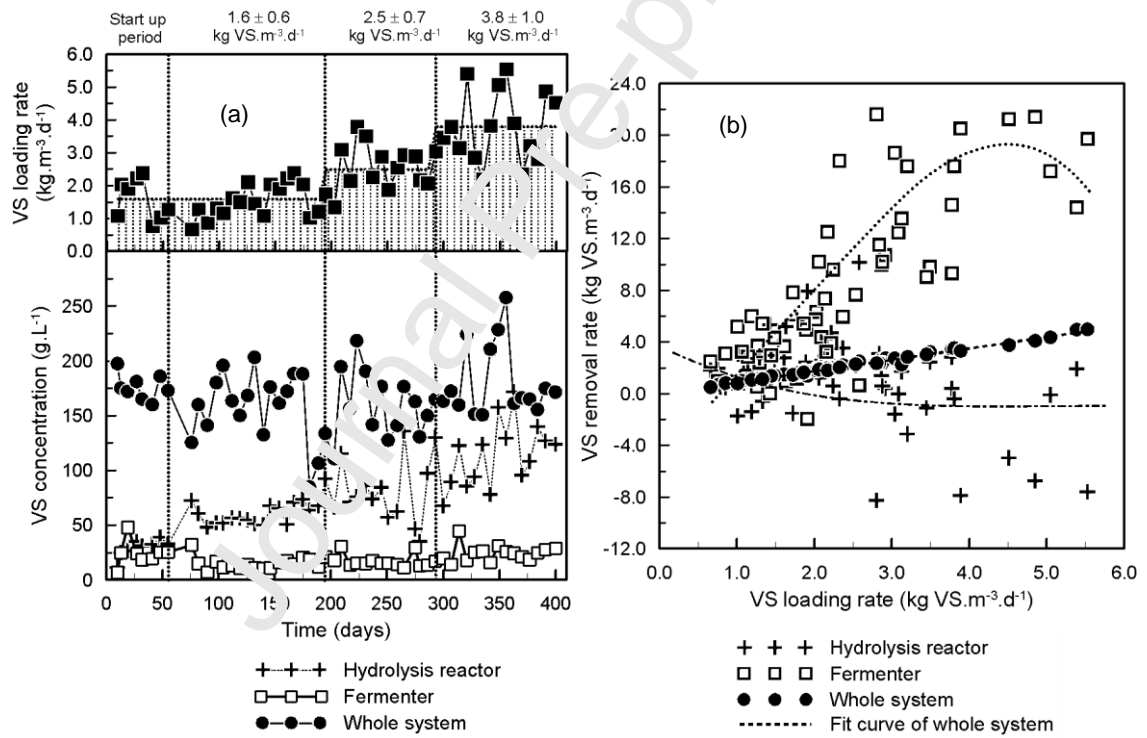 Start up
period
1.6 ± 0.6
kg VS.m⁻³.d⁻¹
2.5 ± 0.7
kg VS.m⁻³.d⁻¹
3.8 ± 1.0
kg VS.m⁻³.d⁻¹
VS loading rate
(kg.m⁻³.d⁻¹)
6.0
5.0
4.0
3.0
2.0
1.0
0.0
(a)
VS concentration (g.L⁻¹)
250
200
150
100
50
0
0 50 100 150 200 250 300 350 400
Time (days)
Hydrolysis reactor
Fermenter
Whole system
Journal Pre-p
VS removal rate (kg VS.m⁻³.d⁻¹)
24.0
20.0
16.0
12.0
8.0
4.0
0.0
-4.0
-8.0
-12.0
(b)
0.0 1.0 2.0 3.0 4.0 5.0 6.0
VS loading rate (kg VS.m⁻³.d⁻¹)
Hydrolysis reactor
Fermenter
Whole system
Fit curve of whole system